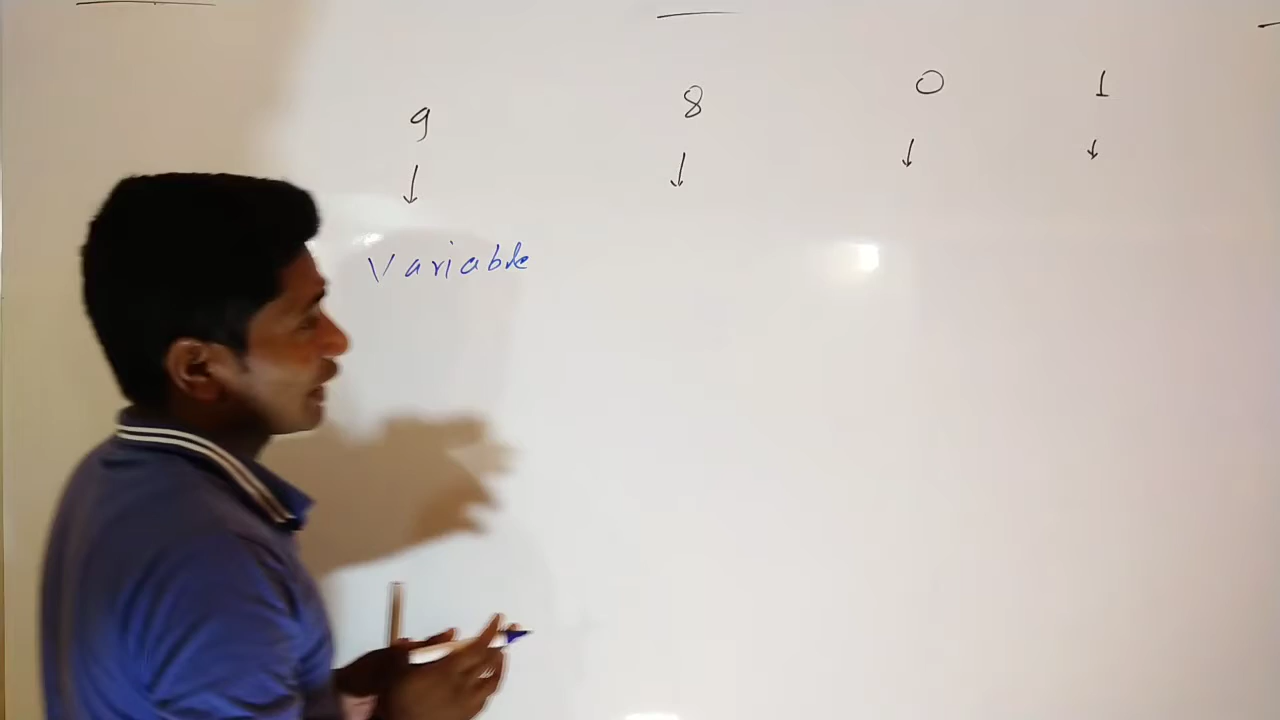 9 8 0 1
↓ ↓ ↓ ↓
Variable